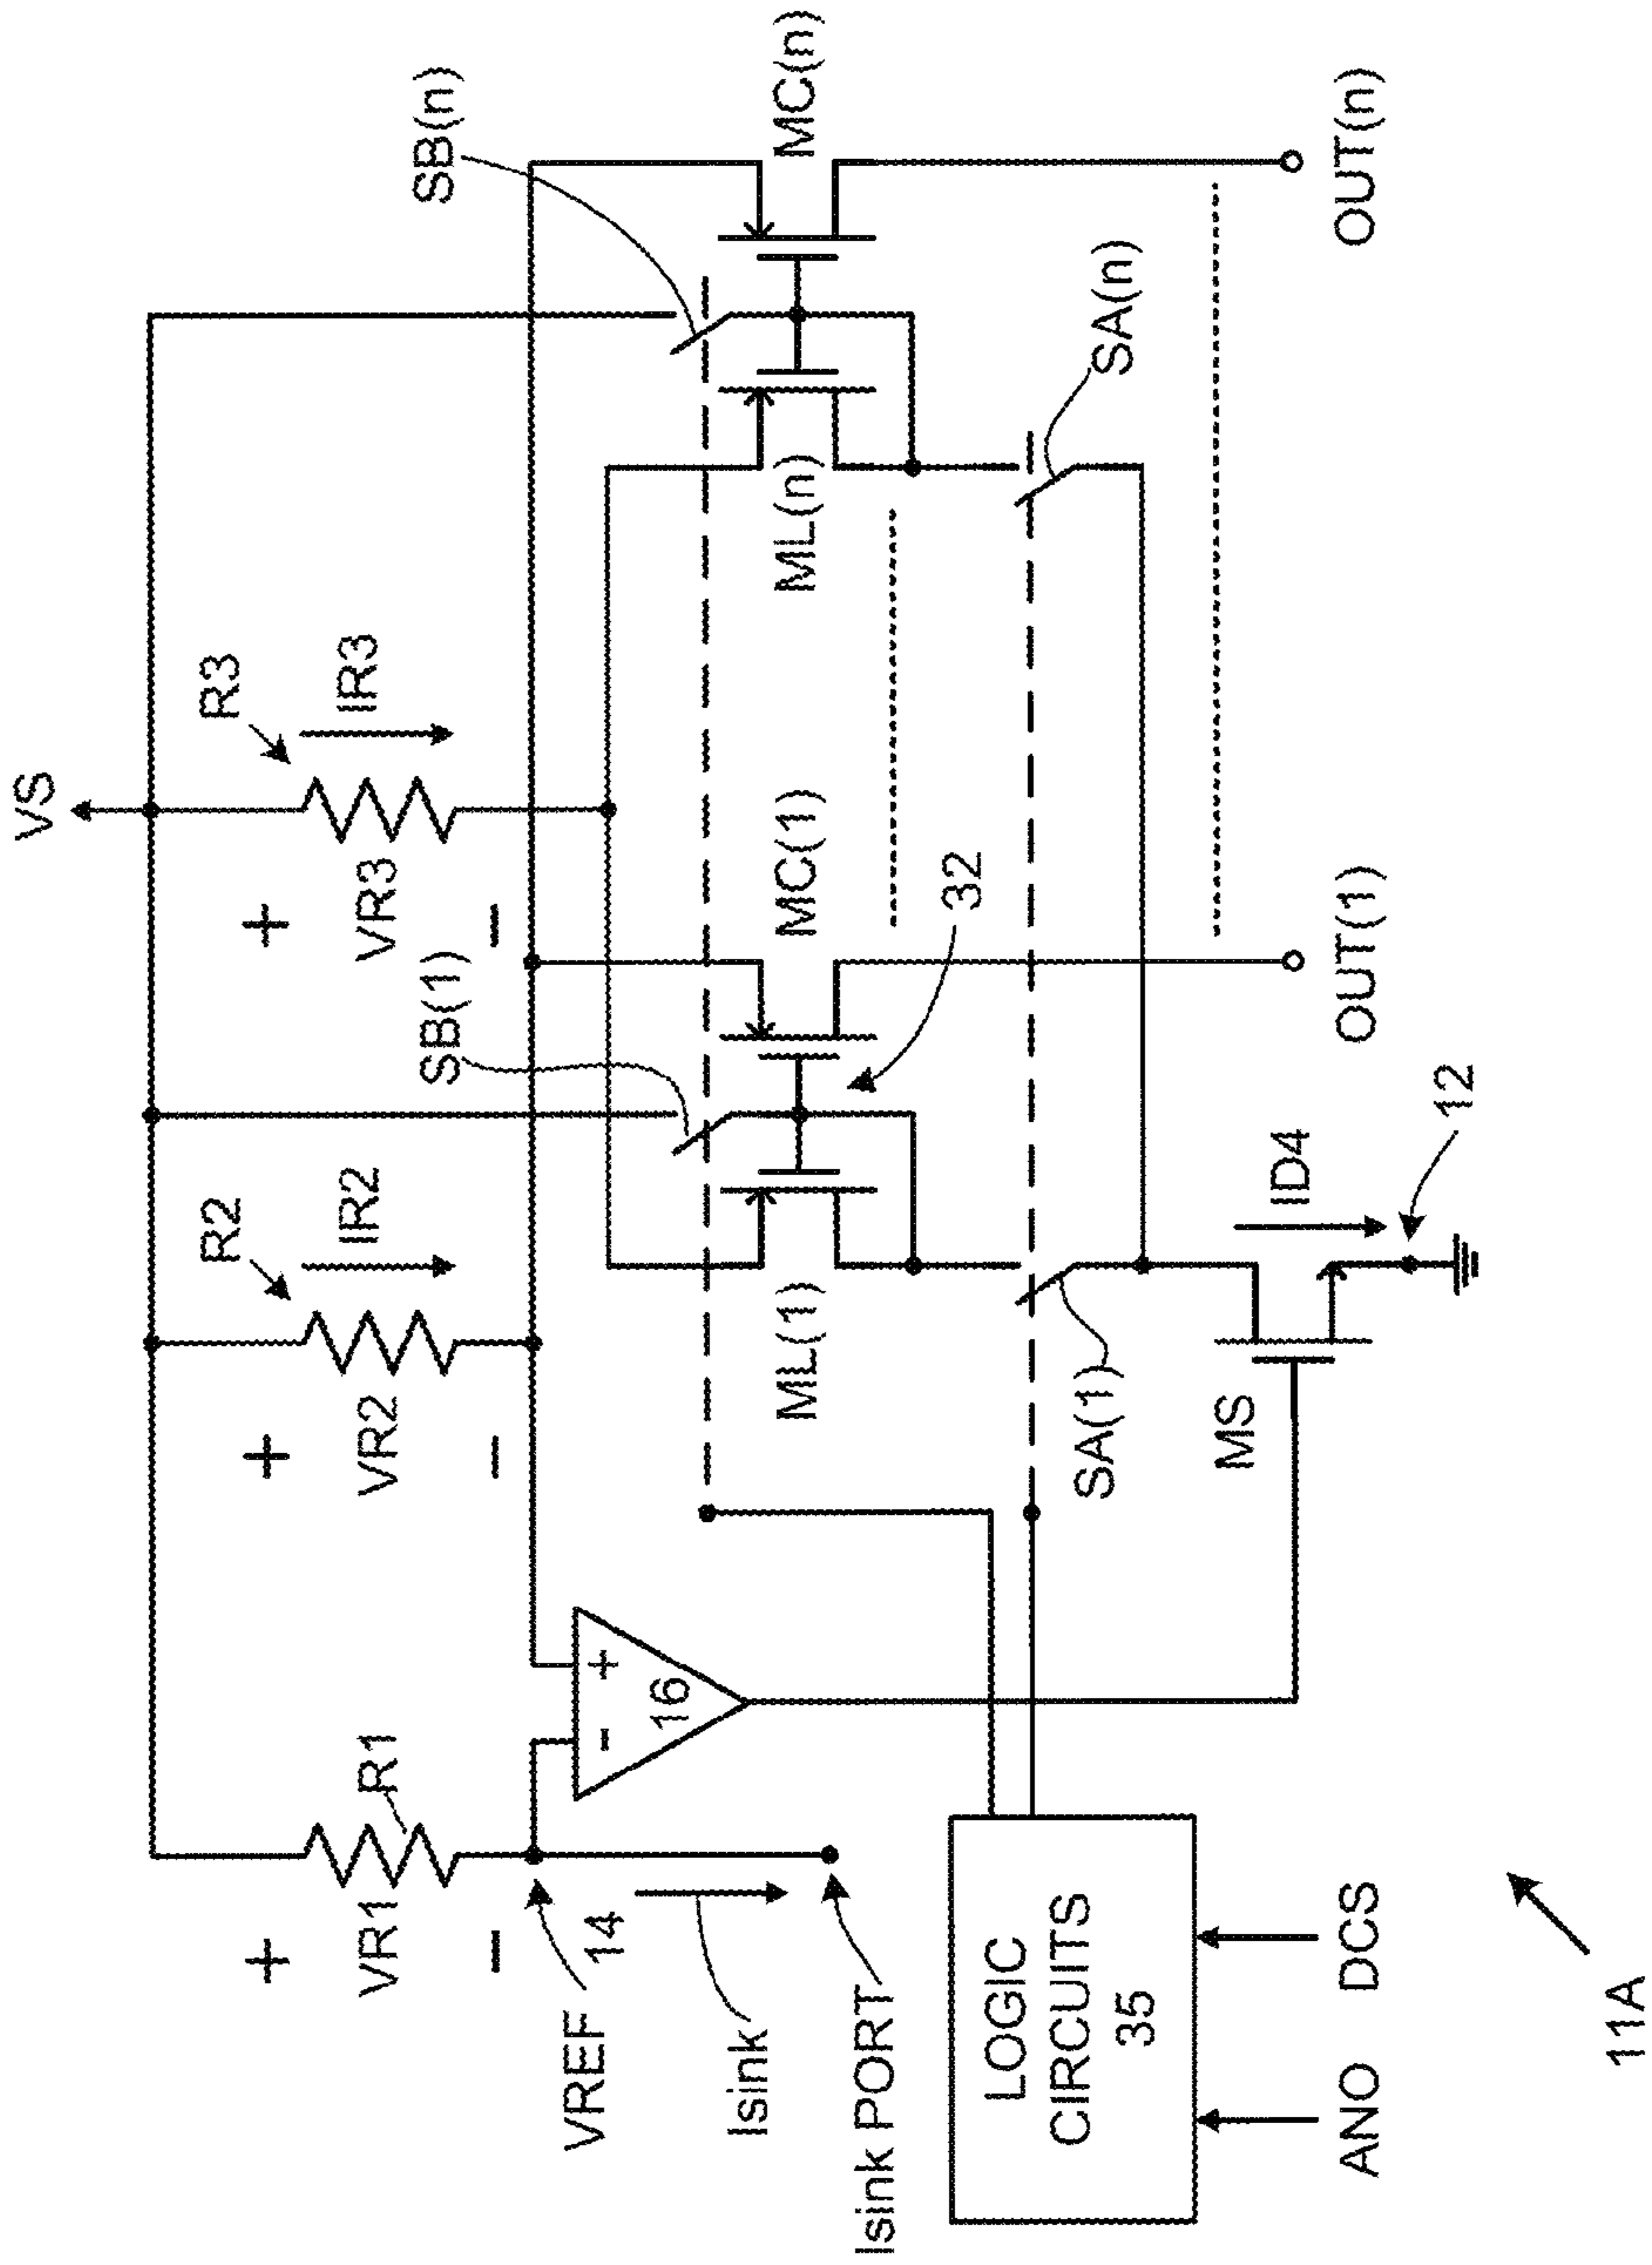 VS
R3
IR3
+
VR3
−
R2
IR2
+
VR2
−
R1
+
VR1
−
SB(n)
MC(n)
ML(n)
SB(1)
MC(1)
ML(1)
32
SA(n)
SA(1)
−
+
16
VREF
14
Isink
Isink PORT
LOGIC
CIRCUITS
35
ANO
DCS
MS
ID4
12
OUT(1)
OUT(n)
11A